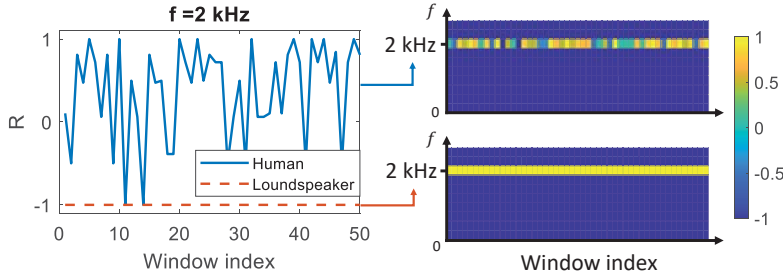 f =2 kHz
R
1
0
-1
0
10
20
30
40
50
Window index
Human
Loundspeaker
f
2 kHz
0
f
2 kHz
0
Window index
1
0.5
0
-0.5
-1